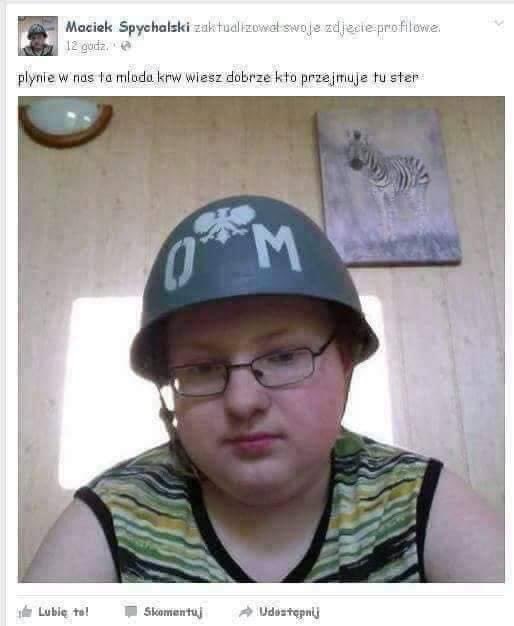 Maciek Spychalski zaktualizował swoje zdjęcie profilowe.
12 godz. ·
płynie w nas ta mloda krw wiesz dobrze kto przejmuje tu ster
O M
Lubię to! Skomentuj Udostępnij